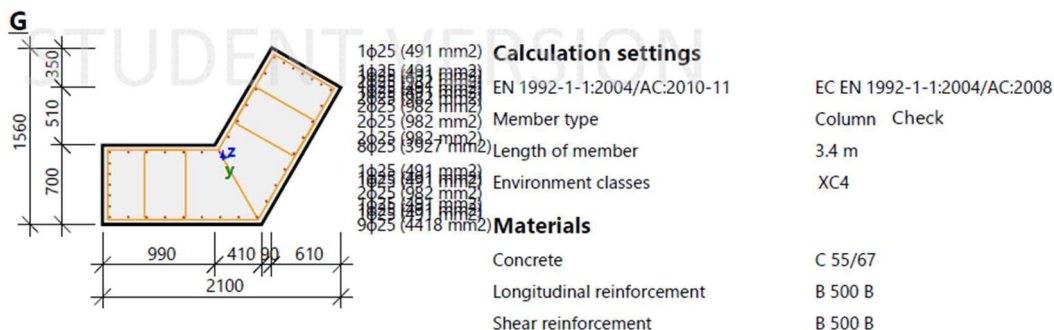 G
STUDENT VERSION
1ϕ25 (491 mm2)
2ϕ25 (982 mm2)
2ϕ25 (982 mm2)
8ϕ25 (3927 mm2)
1ϕ25 (491 mm2)
2ϕ25 (982 mm2)
9ϕ25 (4418 mm2)
350
510
1560
700
z
y
990
410
90
610
2100
Calculation settings
EN 1992-1-1:2004/AC:2010-11 EC EN 1992-1-1:2004/AC:2008
Member type Column Check
Length of member 3.4 m
Environment classes XC4
Materials
Concrete C 55/67
Longitudinal reinforcement B 500 B
Shear reinforcement B 500 B